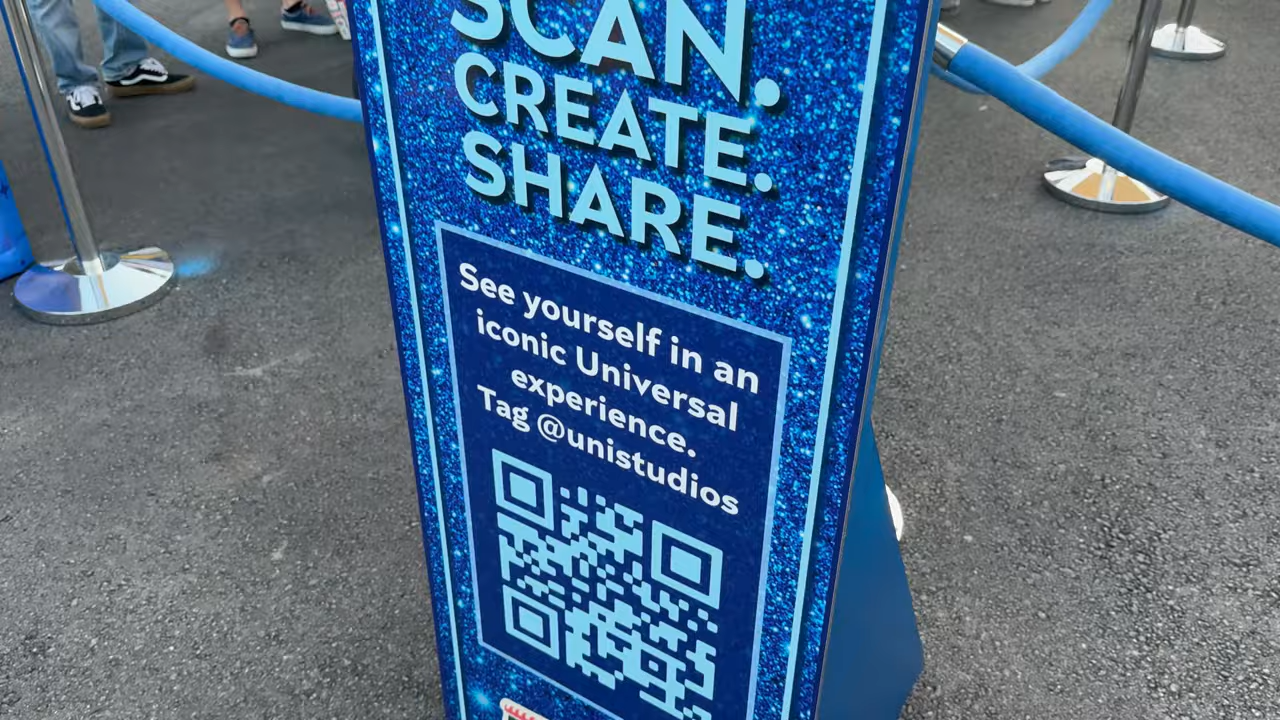 SCAN.
CREATE.
SHARE.
See yourself in an
iconic Universal
experience.
Tag @unistudios